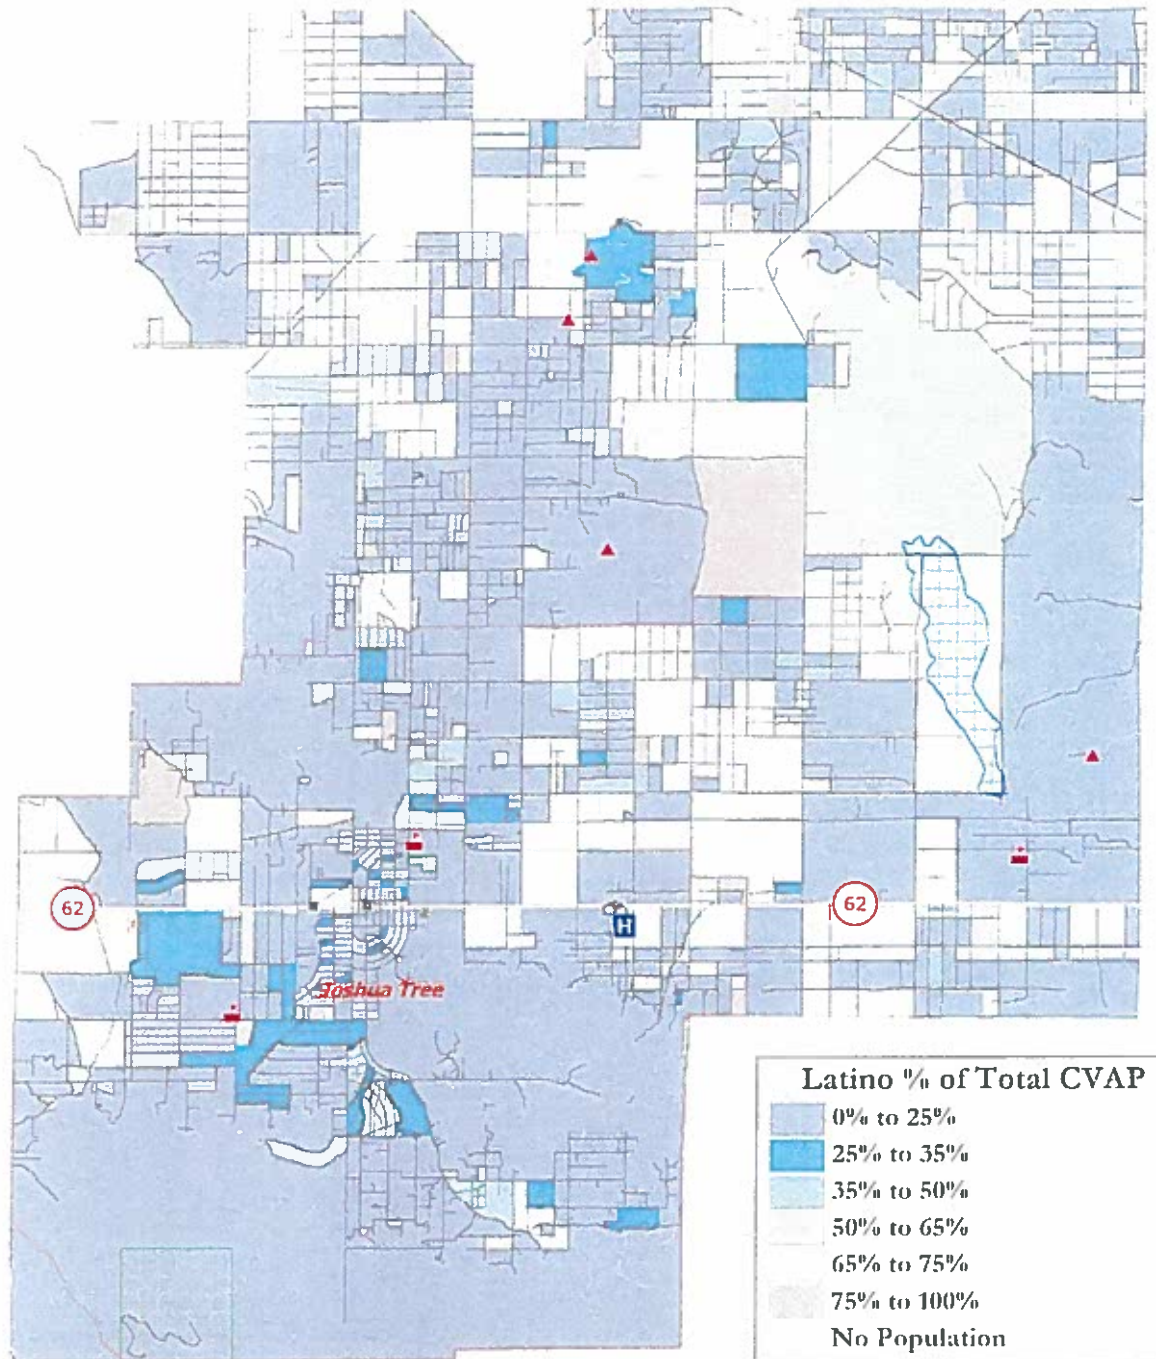 62
62
H
Joshua Tree
Latino % of Total CVAP
0% to 25%
25% to 35%
35% to 50%
50% to 65%
65% to 75%
75% to 100%
No Population